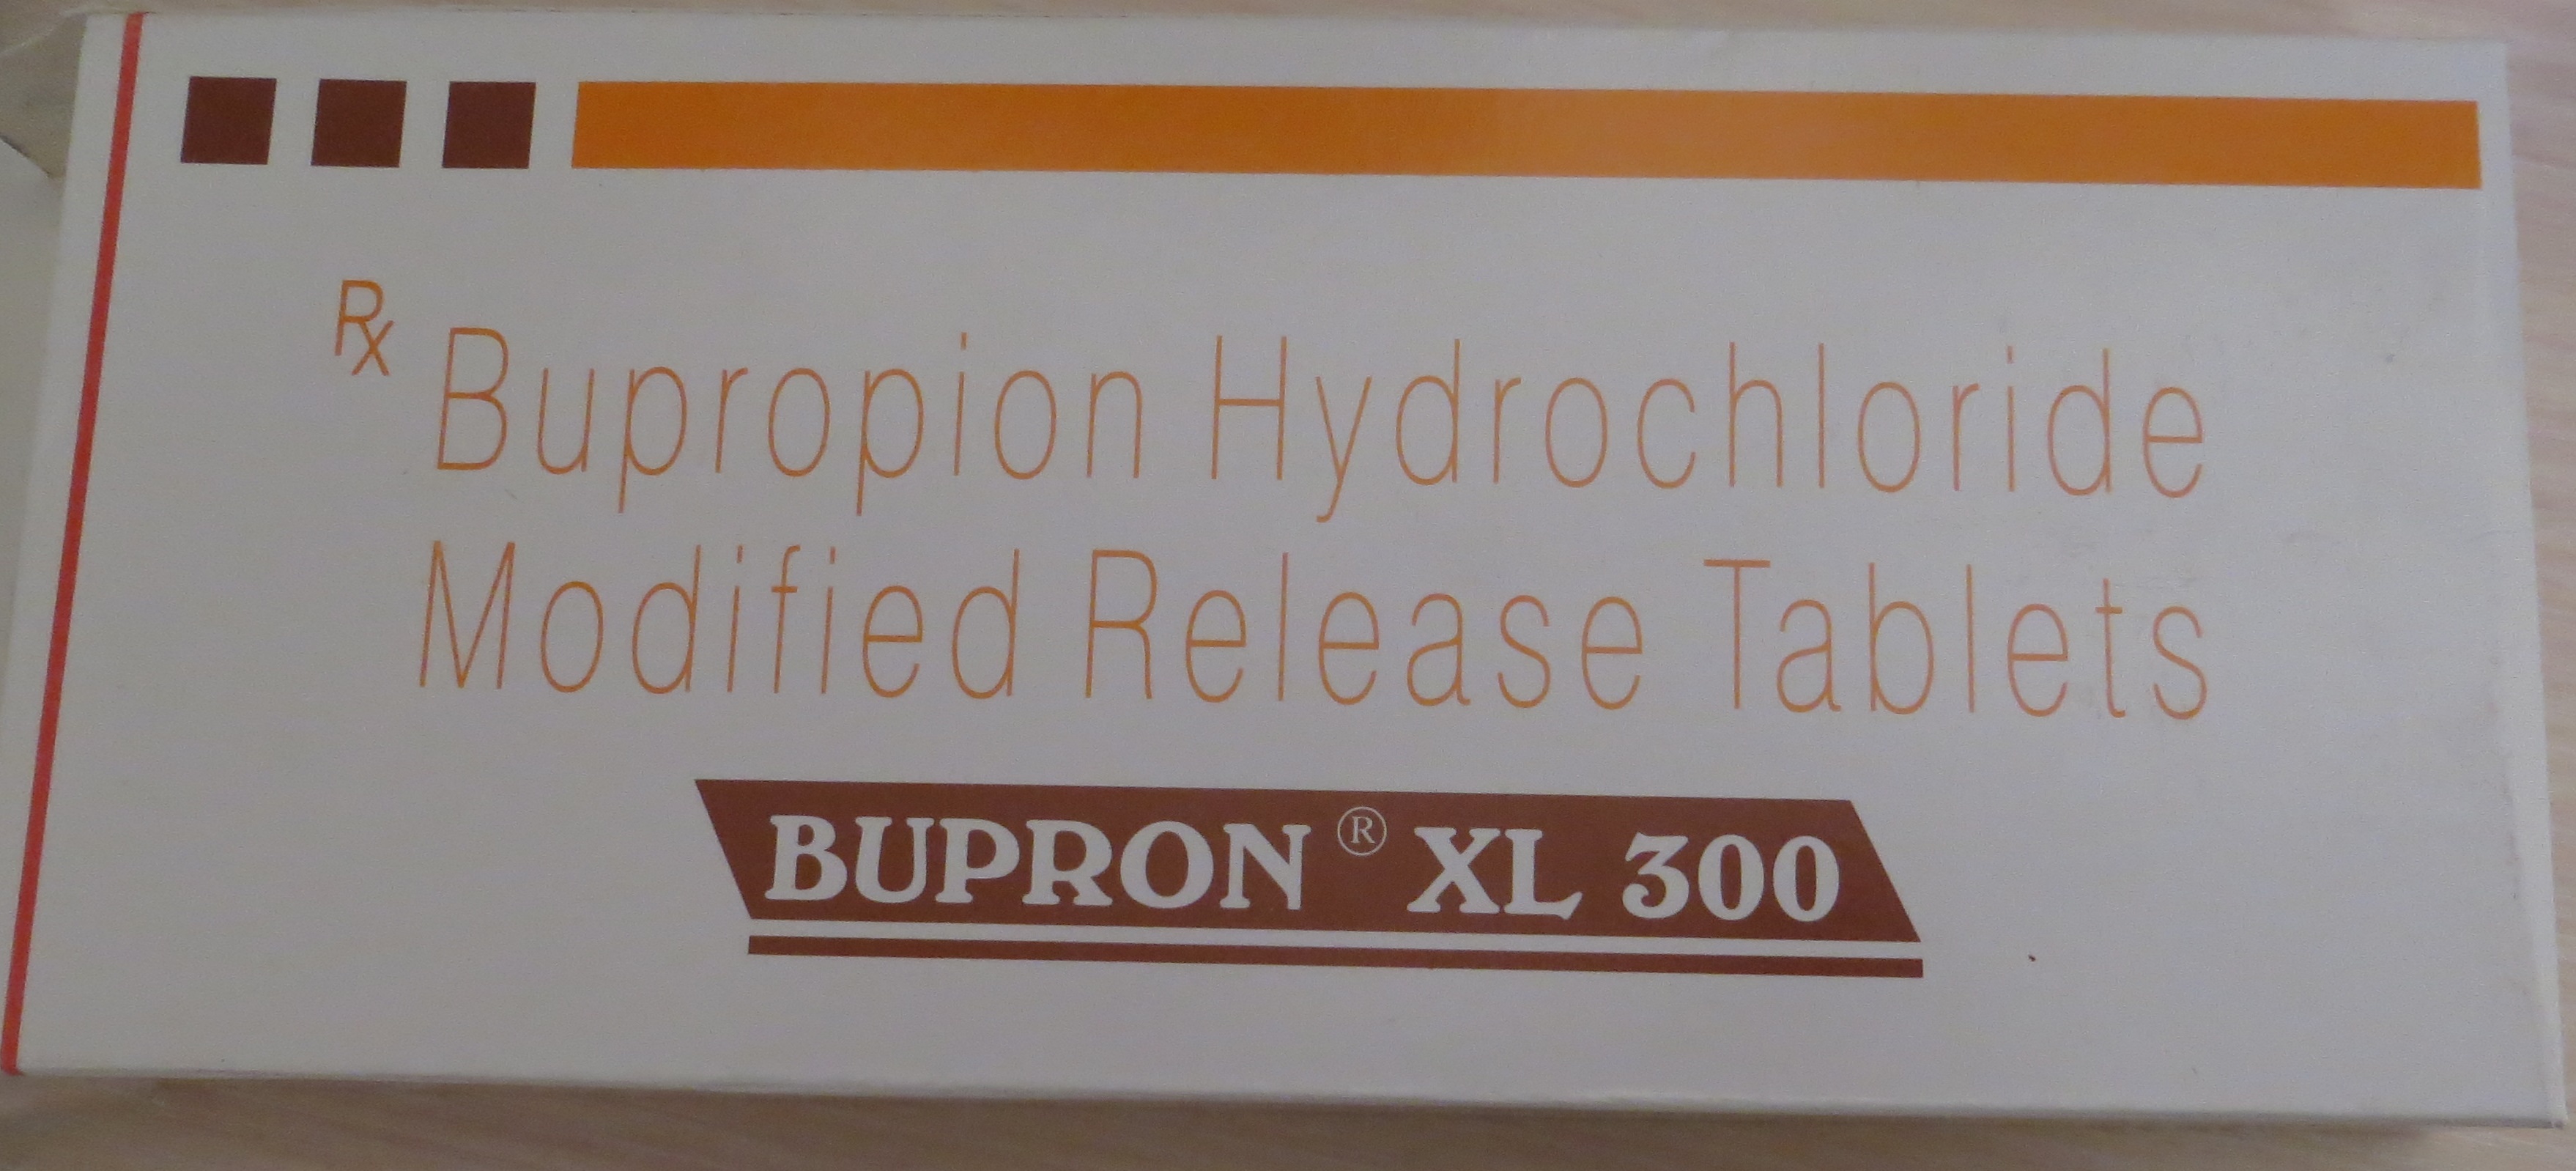 Rx Bupropion Hydrochloride
Modified Release Tablets
BUPRON® XL 300